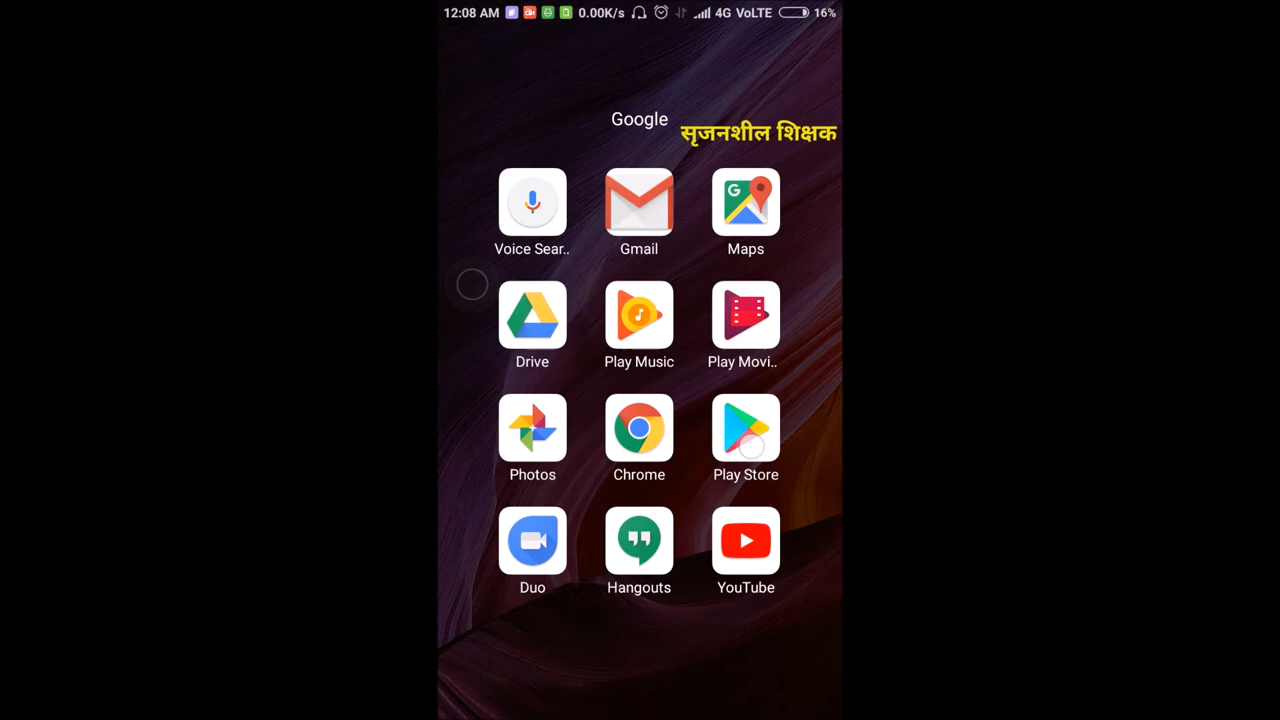 12:08 AM 0.00K/s 4G VoLTE 16%
Google
सृजनशील शिक्षक
Voice Sear.. Gmail Maps
G
Drive Play Music Play Movi..
Photos Chrome Play Store
Duo Hangouts YouTube